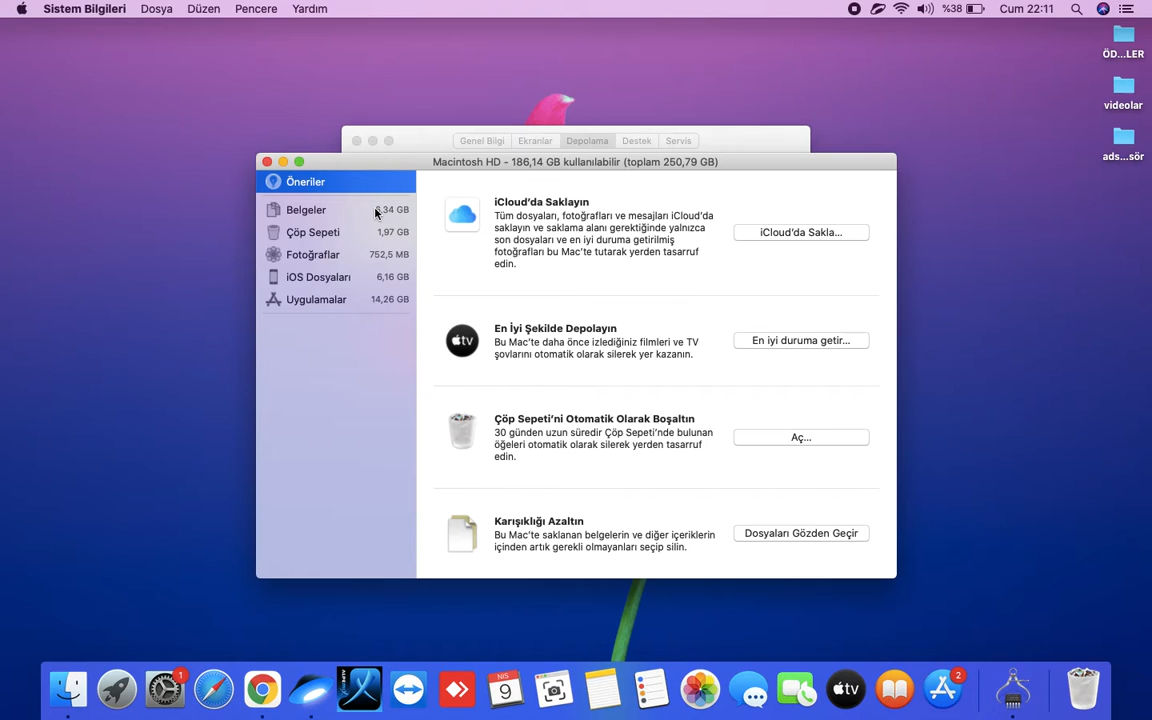 Sistem Bilgileri Dosya Düzen Pencere Yardım %38 Cum 22:11
ÖD...LER
videolar
ads...sör
Genel Bilgi Ekranlar Depolama Destek Servis
Macintosh HD - 186,14 GB kullanılabilir (toplam 250,79 GB)
Öneriler
Belgeler
Çöp Sepeti 1,97 GB
Fotoğraflar 752,5 MB
iOS Dosyaları 6,16 GB
Uygulamalar 14,26 GB
iCloud'da Saklayın
Tüm dosyaları, fotoğrafları ve mesajları iCloud'da
saklayın ve saklama alanı gerektiğinde yalnızca
son dosyaları ve en iyi duruma getirilmiş
fotoğrafları bu Mac'te tutarak yerden tasarruf
edin.
iCloud'da Sakla...
En İyi Şekilde Depolayın
Bu Mac'te daha önce izlediğiniz filmleri ve TV
şovlarını otomatik olarak silerek yer kazanın.
En iyi duruma getir...
Çöp Sepeti'ni Otomatik Olarak Boşaltın
30 günden uzun süredir Çöp Sepeti'nde bulunan
öğeleri otomatik olarak silerek yerden tasarruf
edin.
Aç...
Karışıklığı Azaltın
Bu Mac'te saklanan belgelerin ve diğer içeriklerin
içinden artık gerekli olmayanları seçip silin.
Dosyaları Gözden Geçir
1
NIS
9
tv
2